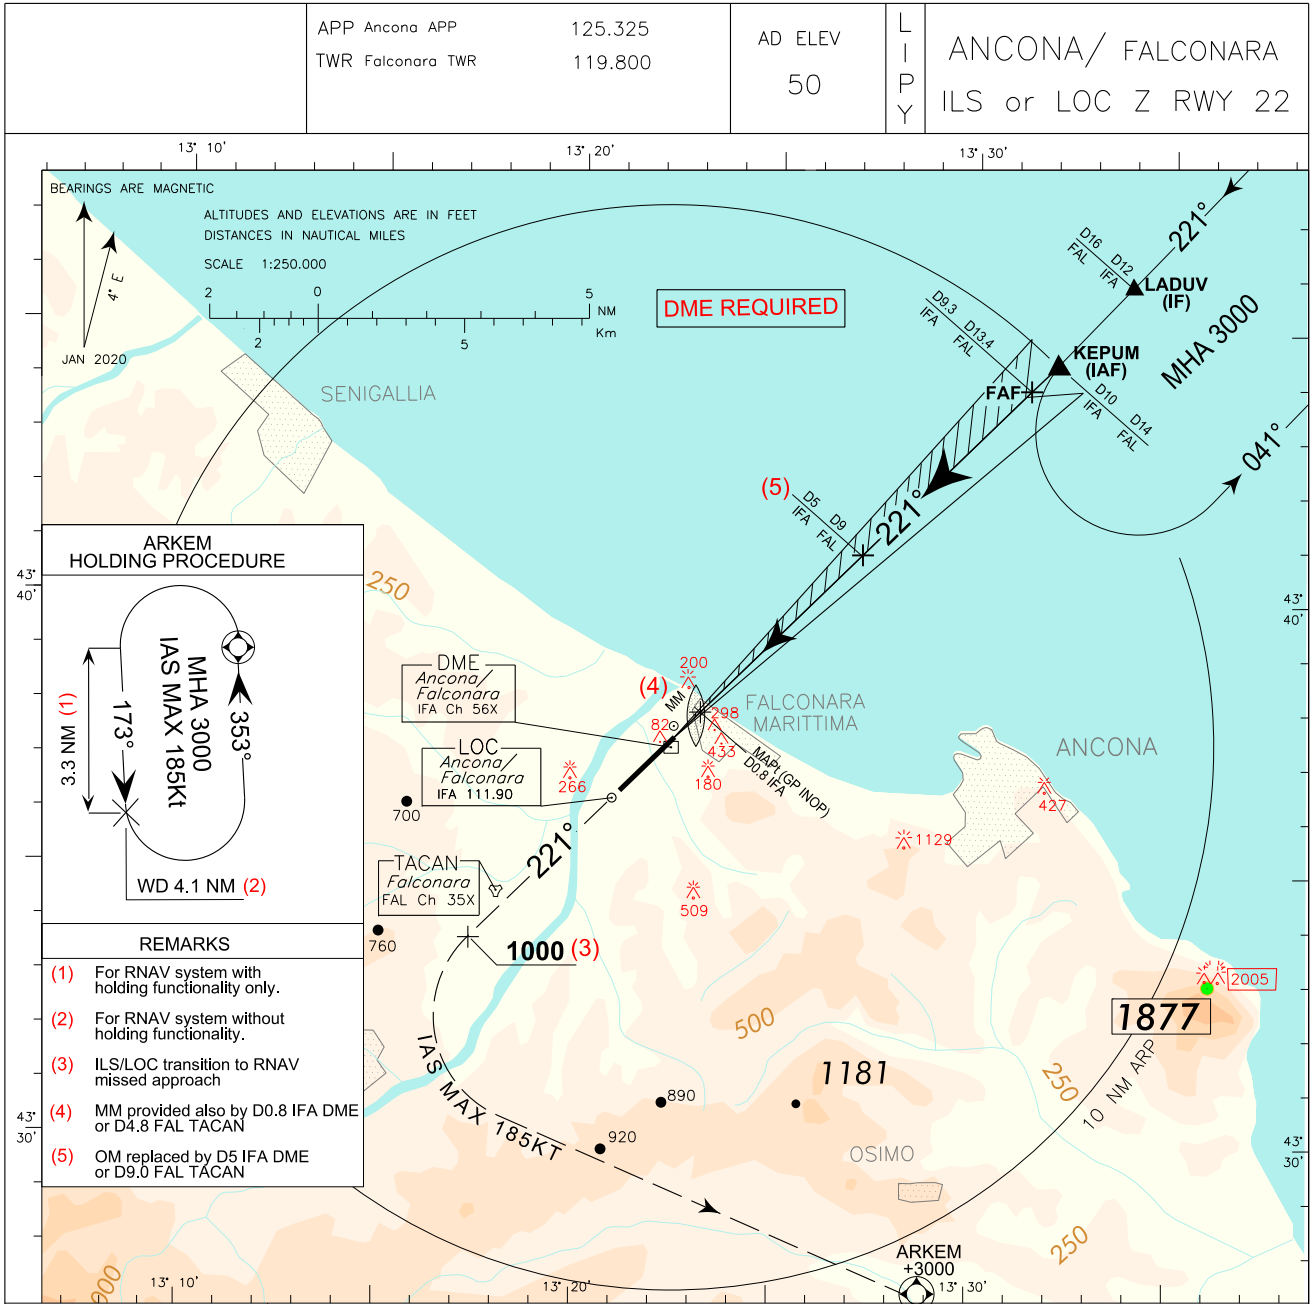 APP Ancona APP 125.325
TWR Falconara TWR 119.800
AD ELEV
50
LIPY
ANCONA/ FALCONARA
ILS or LOC Z RWY 22
13° 10'
13° 20'
13° 30'
BEARINGS ARE MAGNETIC
ALTITUDES AND ELEVATIONS ARE IN FEET
DISTANCES IN NAUTICAL MILES
SCALE 1:250.000
2 0 5 NM
2 5 Km
4° E
JAN 2020
DME REQUIRED
221°
D16 D12
FAL IFA
LADUV
(IF)
MHA 3000
D9.3 D13.4
IFA FAL
KEPUM
(IAF)
FAF
D10 D14
IFA FAL
041°
SENIGALLIA
(5)
D5 D9
IFA FAL
221°
ARKEM
HOLDING PROCEDURE
43°
40'
43°
40'
250
MHA 3000
IAS MAX 185Kt
3.3 NM (1)
173°
353°
WD 4.1 NM (2)
DME
Ancona/
Falconara
IFA Ch 56X
(4)
MM
200
298
82
433
180
266
FALCONARA
MARITTIMA
MAPt(GP INOP)
D0.8 IFA
LOC
Ancona/
Falconara
IFA 111.90
ANCONA
427
1129
700
221°
TACAN
Falconara
FAL Ch 35X
509
760
1000 (3)
REMARKS
(1) For RNAV system with
holding functionality only.
(2) For RNAV system without
holding functionality.
(3) ILS/LOC transition to RNAV
missed approach
(4) MM provided also by D0.8 IFA DME
or D4.8 FAL TACAN
(5) OM replaced by D5 IFA DME
or D9.0 FAL TACAN
2005
1877
500
1181
250
10 NM ARP
IAS MAX 185KT
890
920
43°
30'
43°
30'
OSIMO
250
ARKEM
+3000
13° 10'
13° 20'
13° 30'